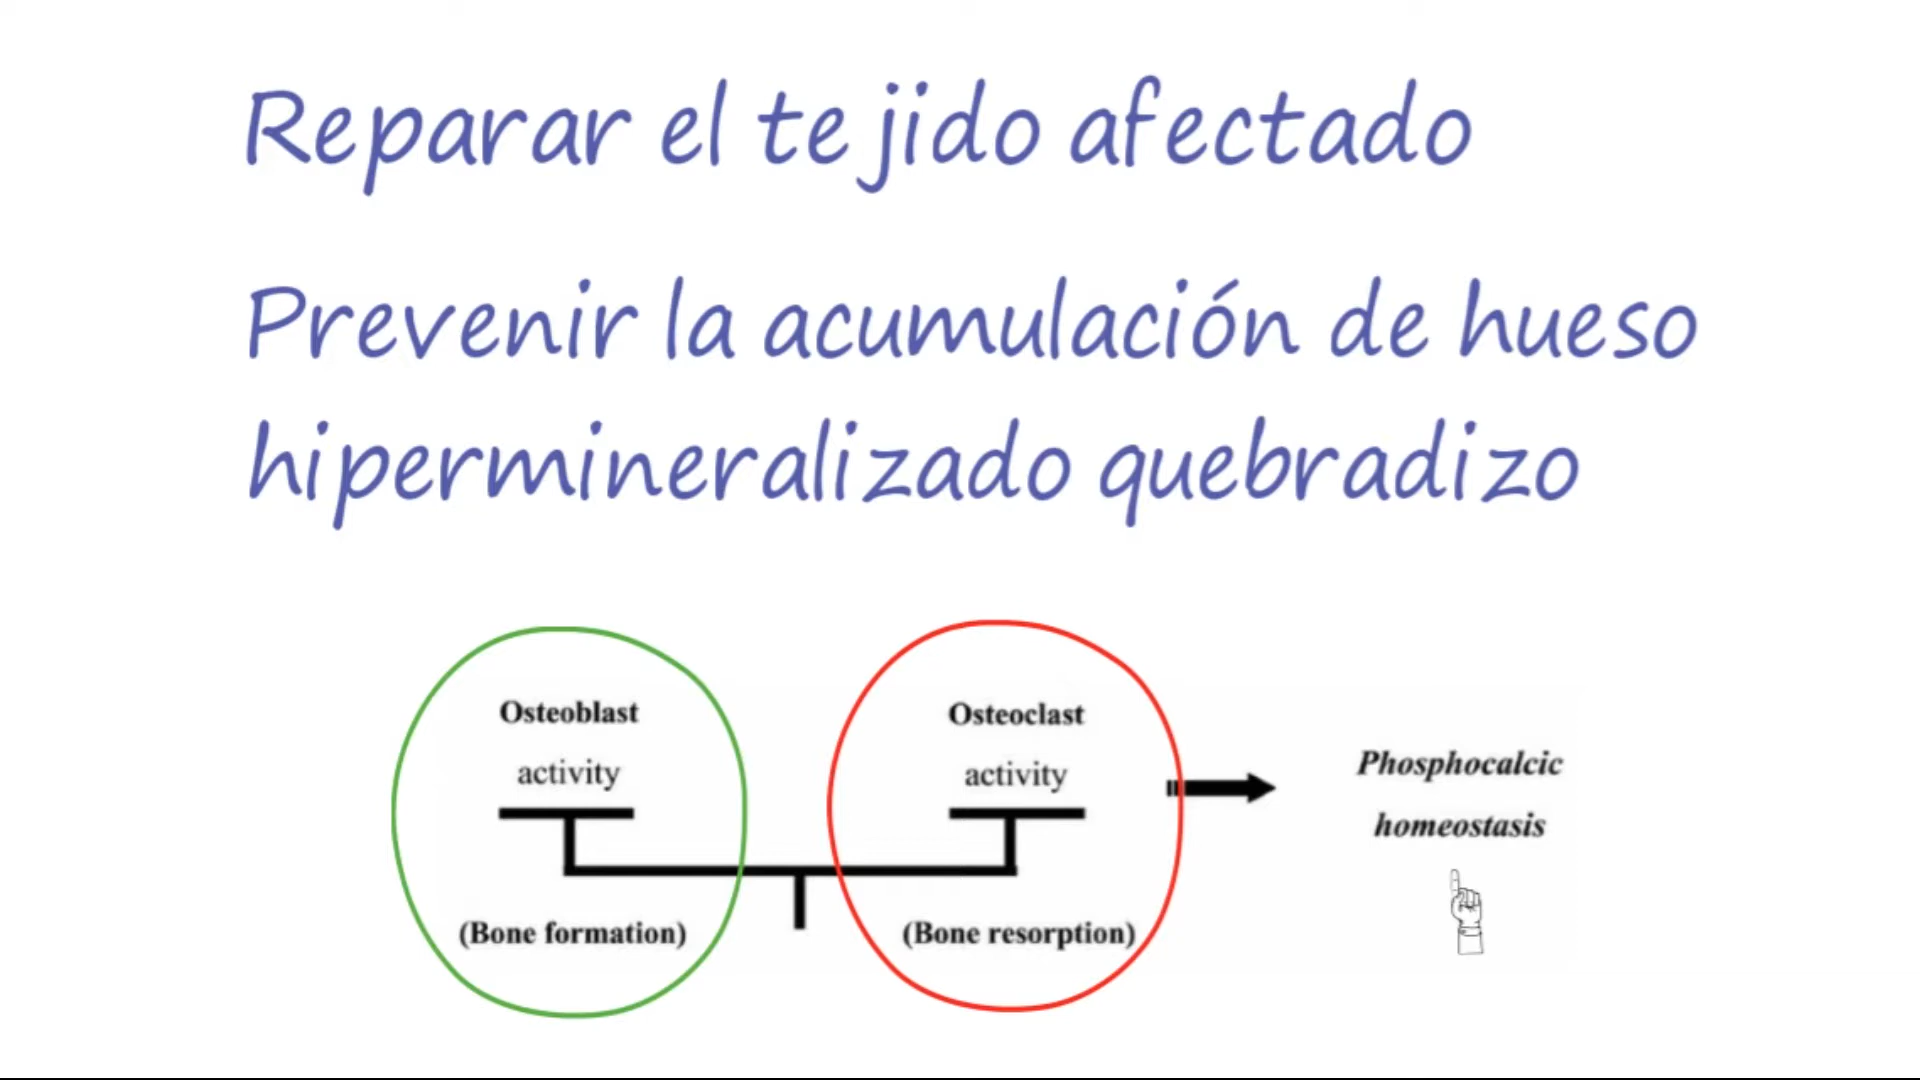 Reparar el tejido afectado
Prevenir la acumulación de hueso
hipermineralizado quebradizo
Osteoblast
activity
(Bone formation)
Osteoclast
activity
(Bone resorption)
Phosphocalcic
homeostasis